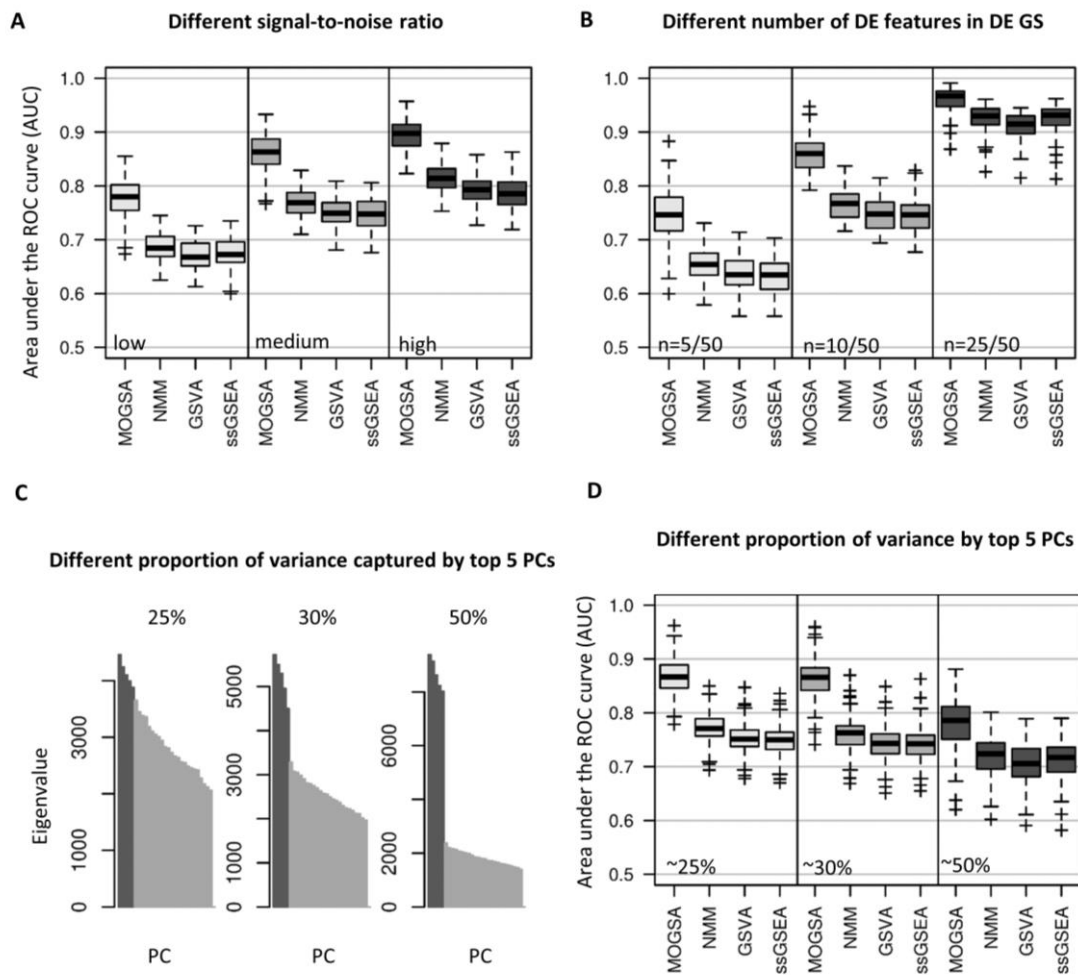 A
Different signal-to-noise ratio
Area under the ROC curve (AUC)
1.0
0.9
0.8
0.7
0.6
0.5
low
medium
high
MOGSA
NMM
GSVA
ssGSEA
MOGSA
NMM
GSVA
ssGSEA
MOGSA
NMM
GSVA
ssGSEA
B
Different number of DE features in DE GS
1.0
0.9
0.8
0.7
0.6
0.5
n=5/50
n=10/50
n=25/50
MOGSA
NMM
GSVA
ssGSEA
MOGSA
NMM
GSVA
ssGSEA
MOGSA
NMM
GSVA
ssGSEA
C
Different proportion of variance captured by top 5 PCs
25%
30%
50%
Eigenvalue
3000
1000
0
5000
3000
2000
1000
0
6000
4000
2000
0
PC
PC
PC
D
Different proportion of variance by top 5 PCs
Area under the ROC curve (AUC)
1.0
0.9
0.8
0.7
0.6
0.5
~25%
~30%
~50%
MOGSA
NMM
GSVA
ssGSEA
MOGSA
NMM
GSVA
ssGSEA
MOGSA
NMM
GSVA
ssGSEA